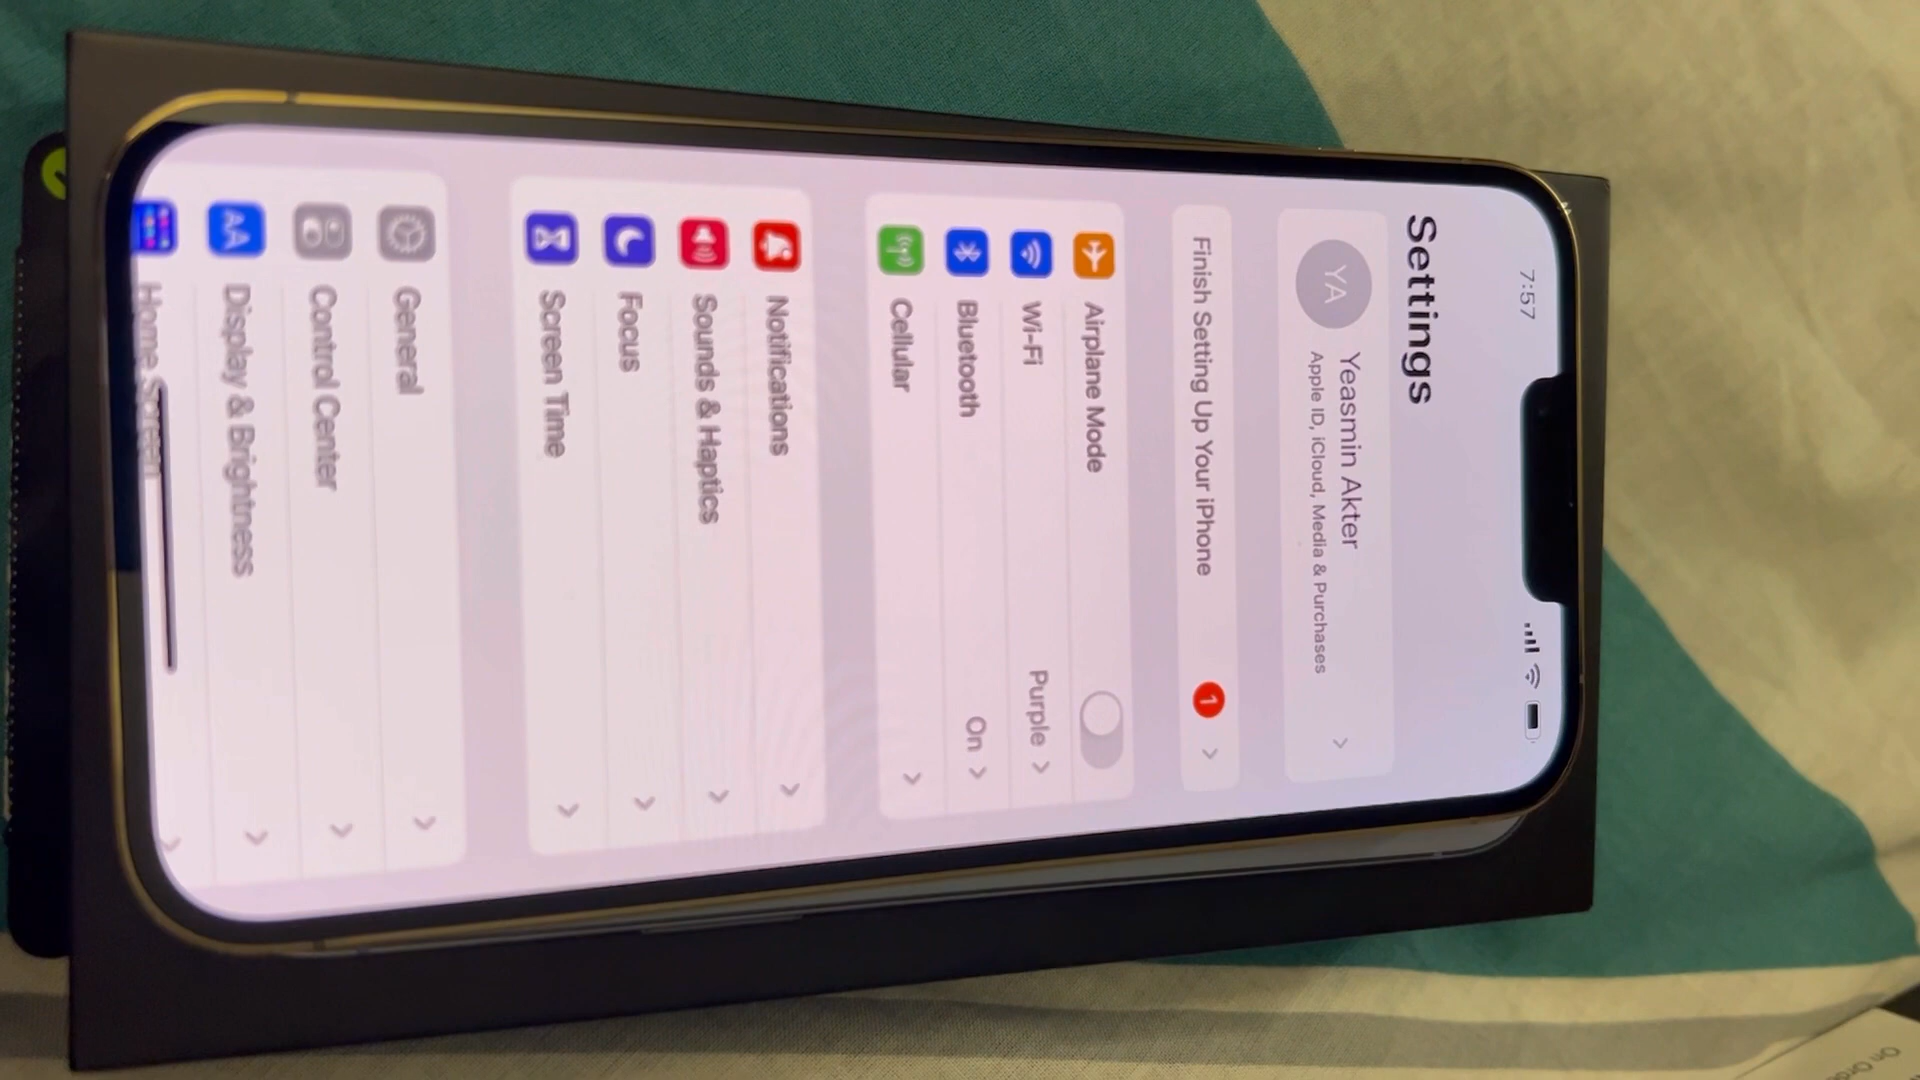 7:57
Settings
YA
Yeasmin Akter
Apple ID, iCloud, Media & Purchases
Finish Setting Up Your iPhone 1
Airplane Mode
Wi-Fi Purple
Bluetooth On
Cellular
Notifications
Sounds & Haptics
Focus
Screen Time
General
Control Center
AA Display & Brightness
Home Screen
On